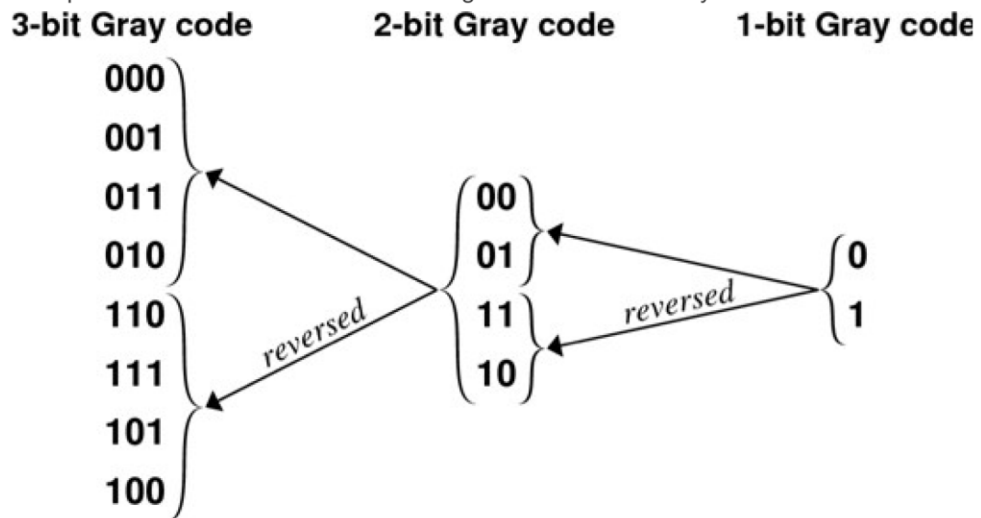 3-bit Gray code 2-bit Gray code 1-bit Gray code
000
001
011 00
010 01 0
110 reversed 11 reversed 1
111 10
101
100